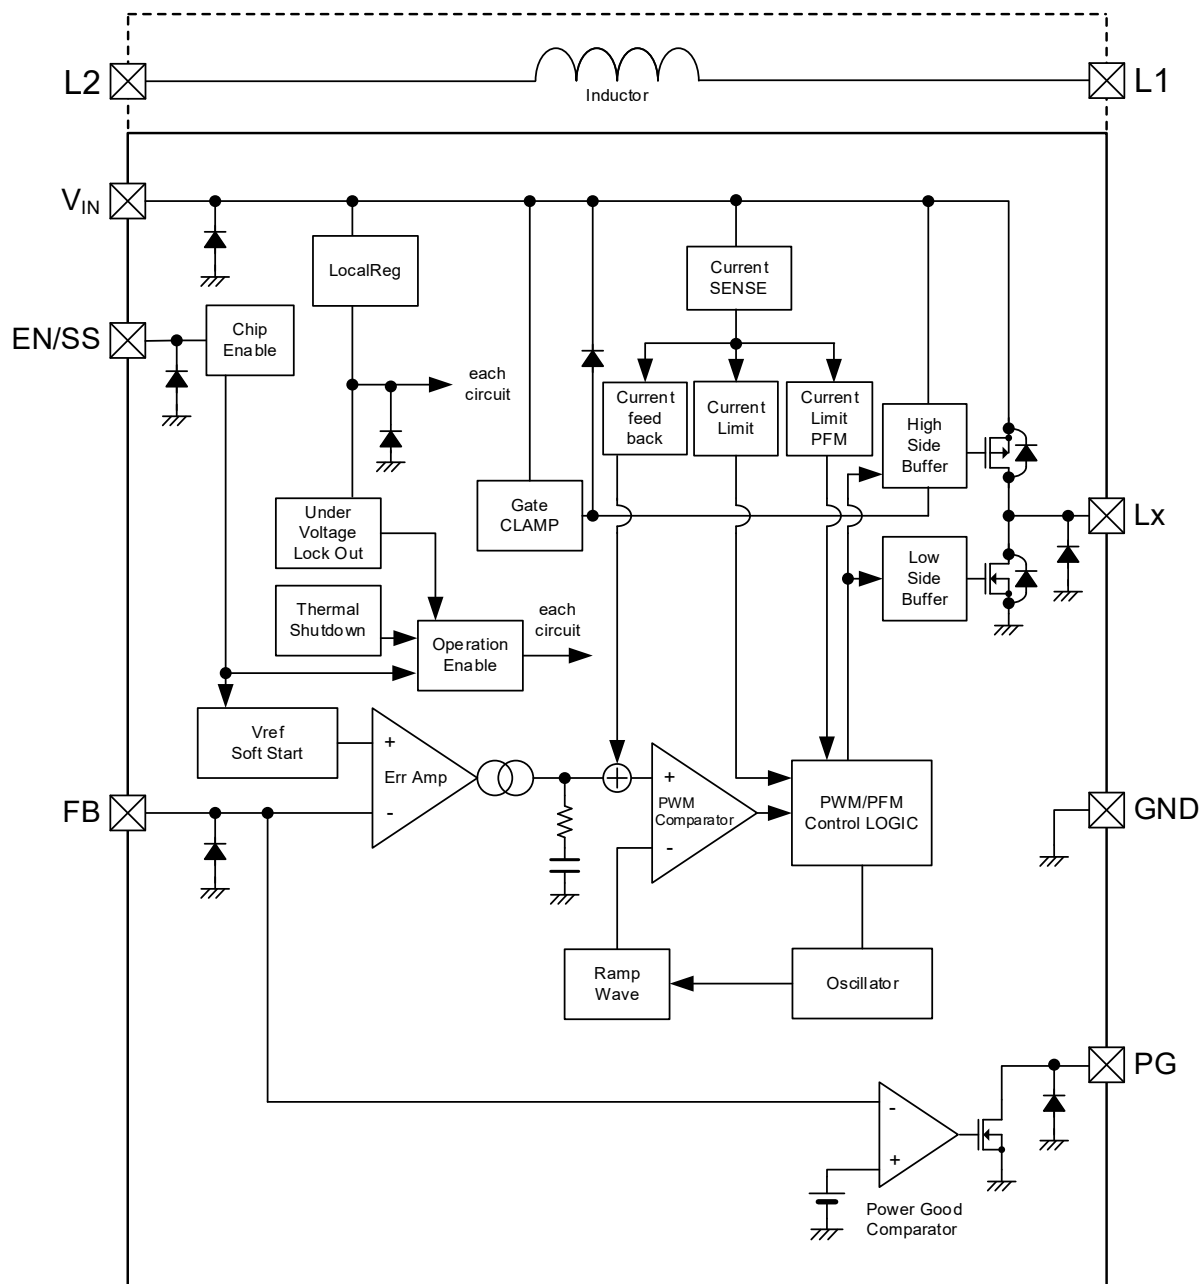 L2
L1
Inductor
VIN
LocalReg
Current
SENSE
EN/SS
Chip
Enable
each
circuit
Current
feed
back
Current
Limit
Current
Limit
PFM
High
Side
Buffer
Gate
CLAMP
Under
Voltage
Lock Out
Lx
Low
Side
Buffer
Thermal
Shutdown
each
circuit
Operation
Enable
Vref
Soft Start
+
Err Amp
-
+
PWM
Comparator
-
PWM/PFM
Control LOGIC
FB
GND
Ramp
Wave
Oscillator
PG
-
+
Power Good
Comparator